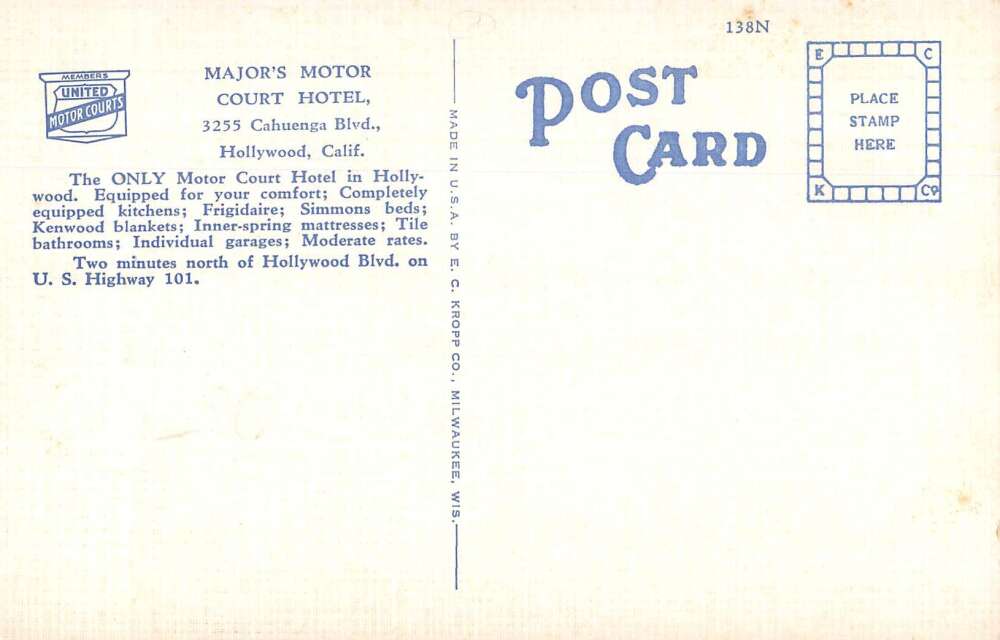 138N
MEMBERS
UNITED
MOTOR COURTS
MAJOR'S MOTOR
COURT HOTEL,
3255 Cahuenga Blvd.,
Hollywood, Calif.
The ONLY Motor Court Hotel in Holly-
wood. Equipped for your comfort; Completely
equipped kitchens; Frigidaire; Simmons beds;
Kenwood blankets; Inner-spring mattresses; Tile
bathrooms; Individual garages; Moderate rates.
Two minutes north of Hollywood Blvd. on
U. S. Highway 101.
MADE IN U.S.A. BY E. C. KROPP CO., MILWAUKEE, WIS.
POST
CARD
E C
PLACE
STAMP
HERE
K Co